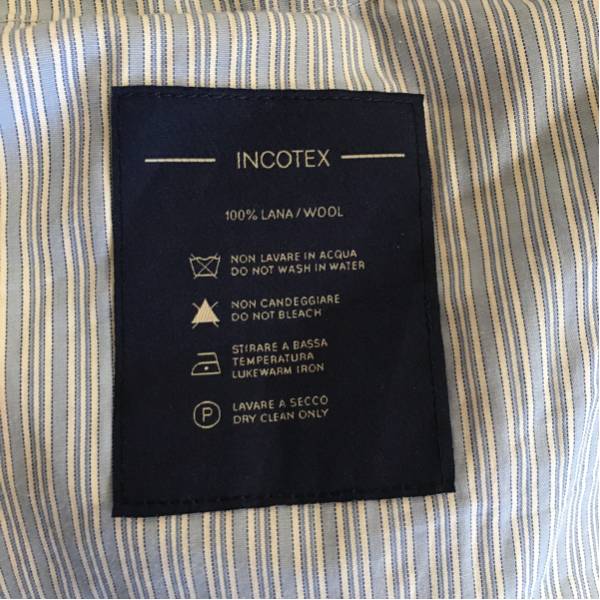 INCOTEX
100% LANA/WOOL
NON LAVARE IN ACQUA
DO NOT WASH IN WATER
NON CANDEGGIARE
DO NOT BLEACH
STIRARE A BASSA
TEMPERATURA
LUKEWARM IRON
P
LAVARE A SECCO
DRY CLEAN ONLY